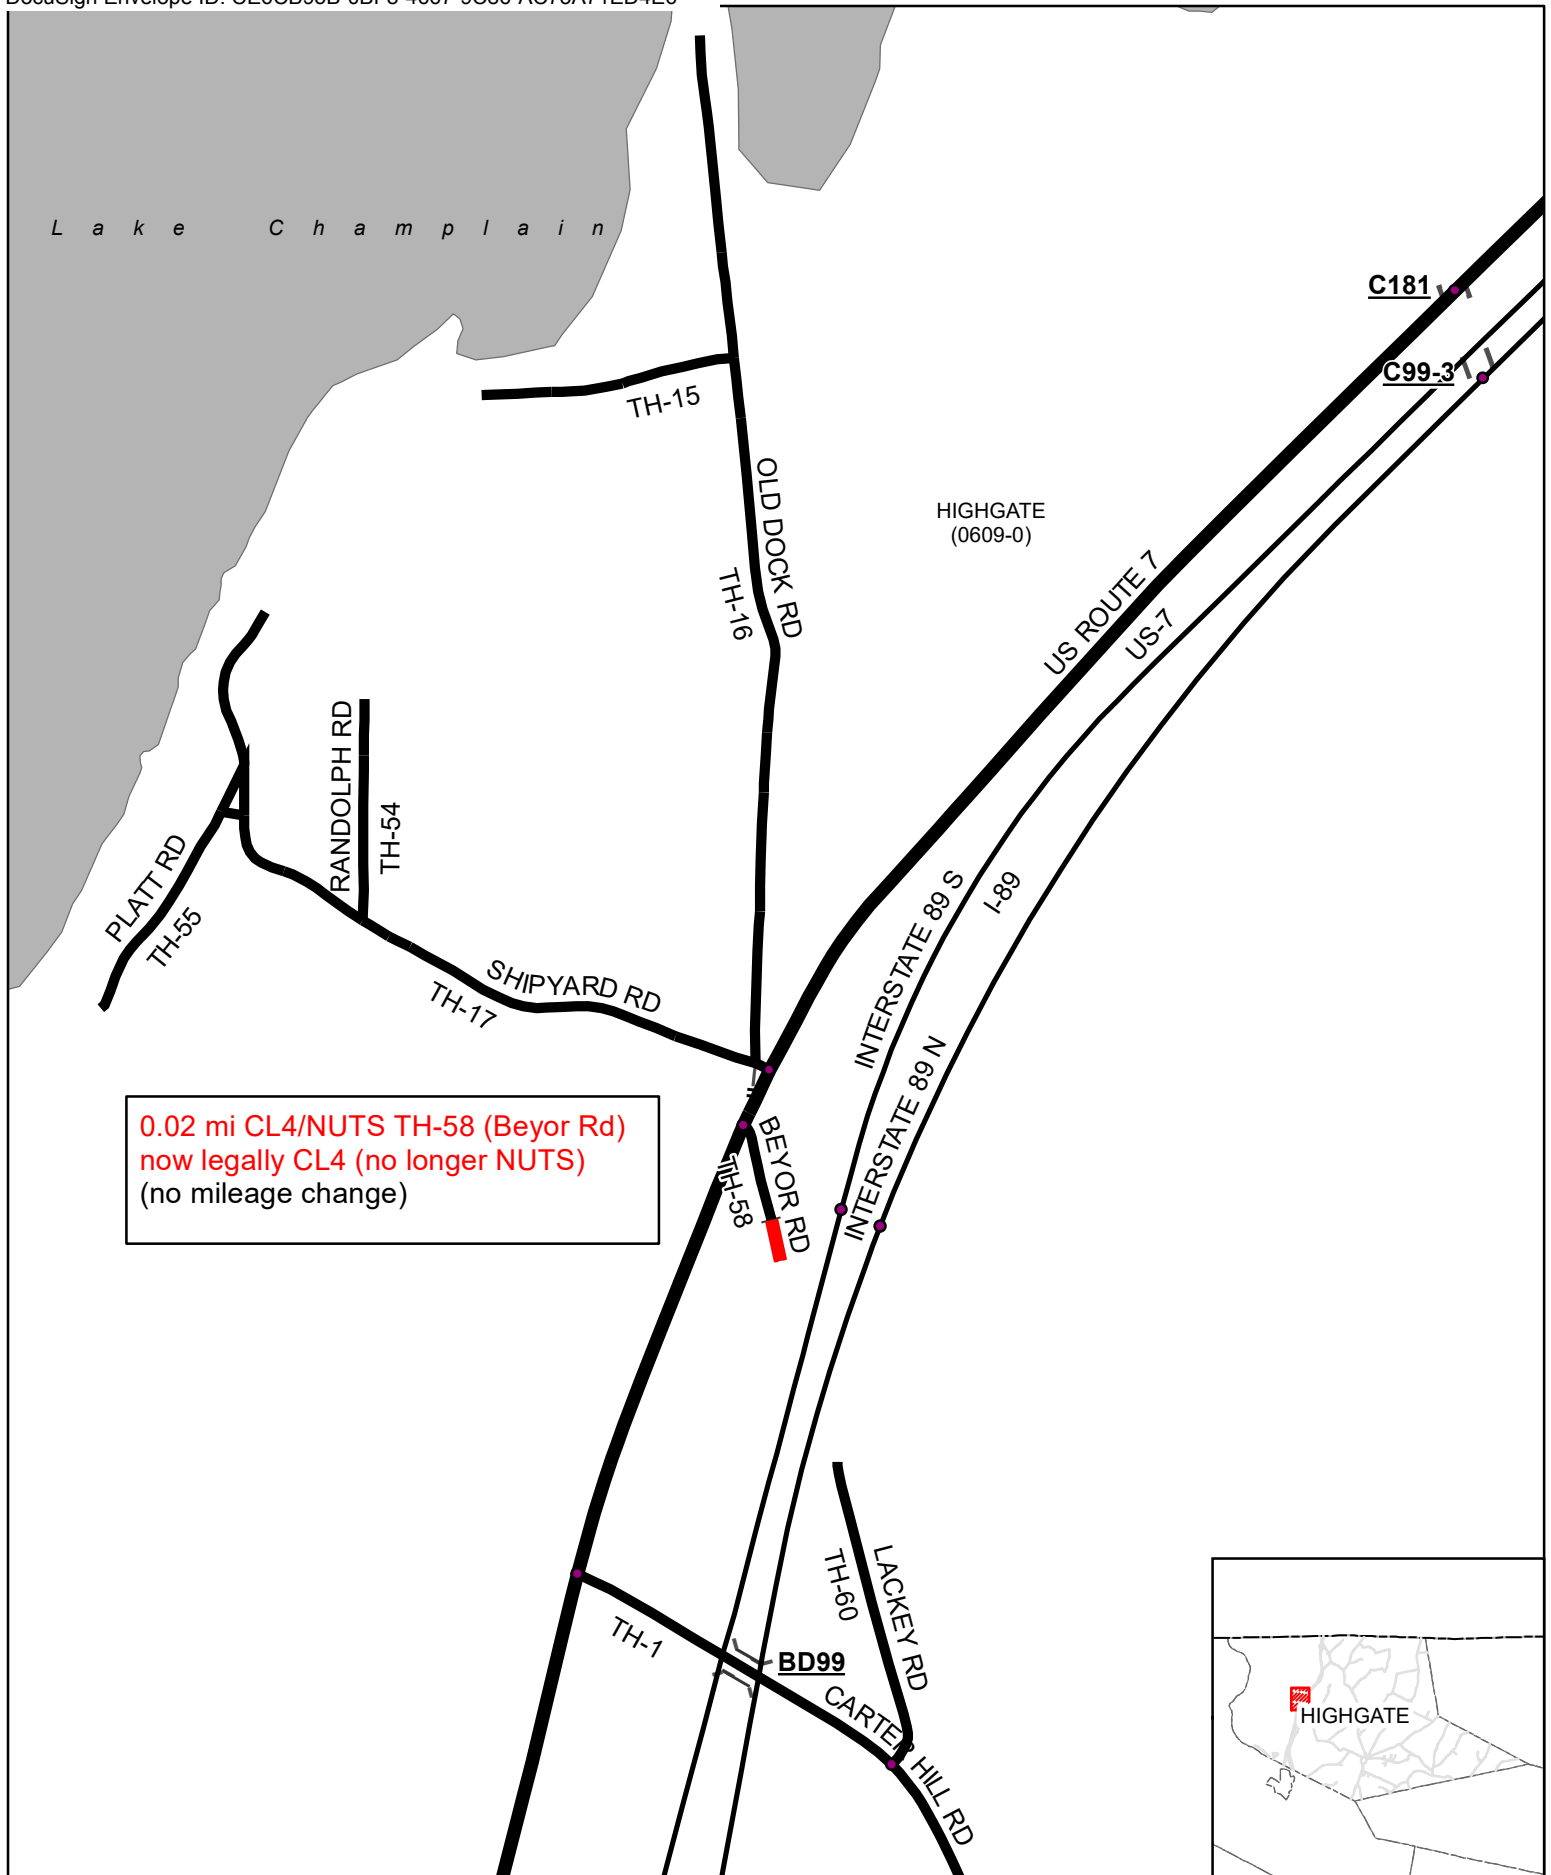 L a k e C h a m p l a i n
C181
C99-3
TH-15
OLD DOCK RD
TH-16
HIGHGATE
(0609-0)
US ROUTE 7
US-7
RANDOLPH RD
TH-54
PLATT RD
TH-55
SHIPYARD RD
TH-17
INTERSTATE 89 S
I-89
INTERSTATE 89 N
0.02 mi CL4/NUTS TH-58 (Beyor Rd)
now legally CL4 (no longer NUTS)
(no mileage change)
BEYOR RD
TH-58
LACKEY RD
TH-60
TH-1
BD99
CARTER HILL RD
HIGHGATE